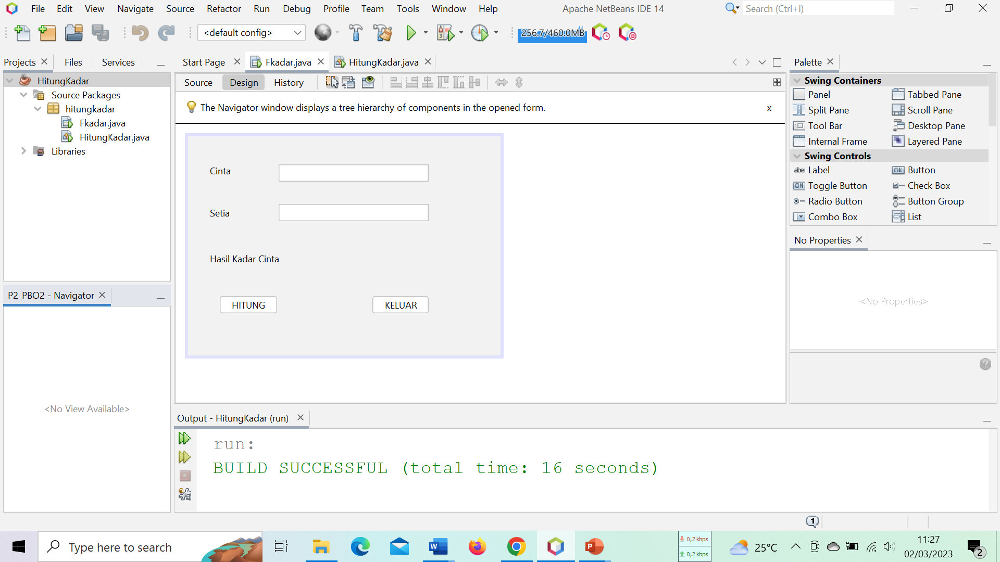 File Edit View Navigate Source Refactor Run Debug Profile Team Tools Window Help Apache NetBeans IDE 14 Search (Ctrl+I)
<default config> 256.7/460.0MB
Projects Files Services
HitungKadar
Source Packages
hitungkadar
Fkadar.java
HitungKadar.java
Libraries
P2_PBO2 - Navigator
<No View Available>
Start Page Fkadar.java HitungKadar.java
Source Design History
The Navigator window displays a tree hierarchy of components in the opened form. x
Cinta
Setia
Hasil Kadar Cinta
HITUNG KELUAR
Output - HitungKadar (run)
run:
BUILD SUCCESSFUL (total time: 16 seconds)
Palette
Swing Containers
Panel Tabbed Pane
Split Pane Scroll Pane
Tool Bar Desktop Pane
Internal Frame Layered Pane
Swing Controls
label Label OK Button
ON Toggle Button Check Box
Radio Button Button Group
Combo Box List
No Properties
<No Properties>
1
Type here to search
0,2 kbps
0,2 kbps
25°C
11:27
02/03/2023
2